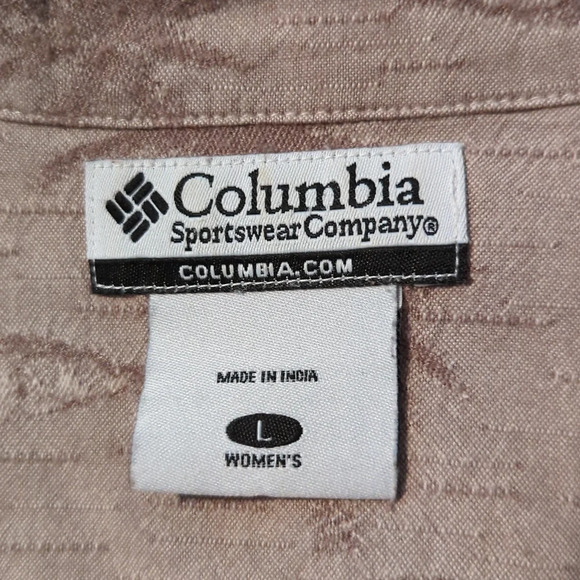 Columbia
Sportswear Company®
COLUMBIA.COM
MADE IN INDIA
L
WOMEN'S